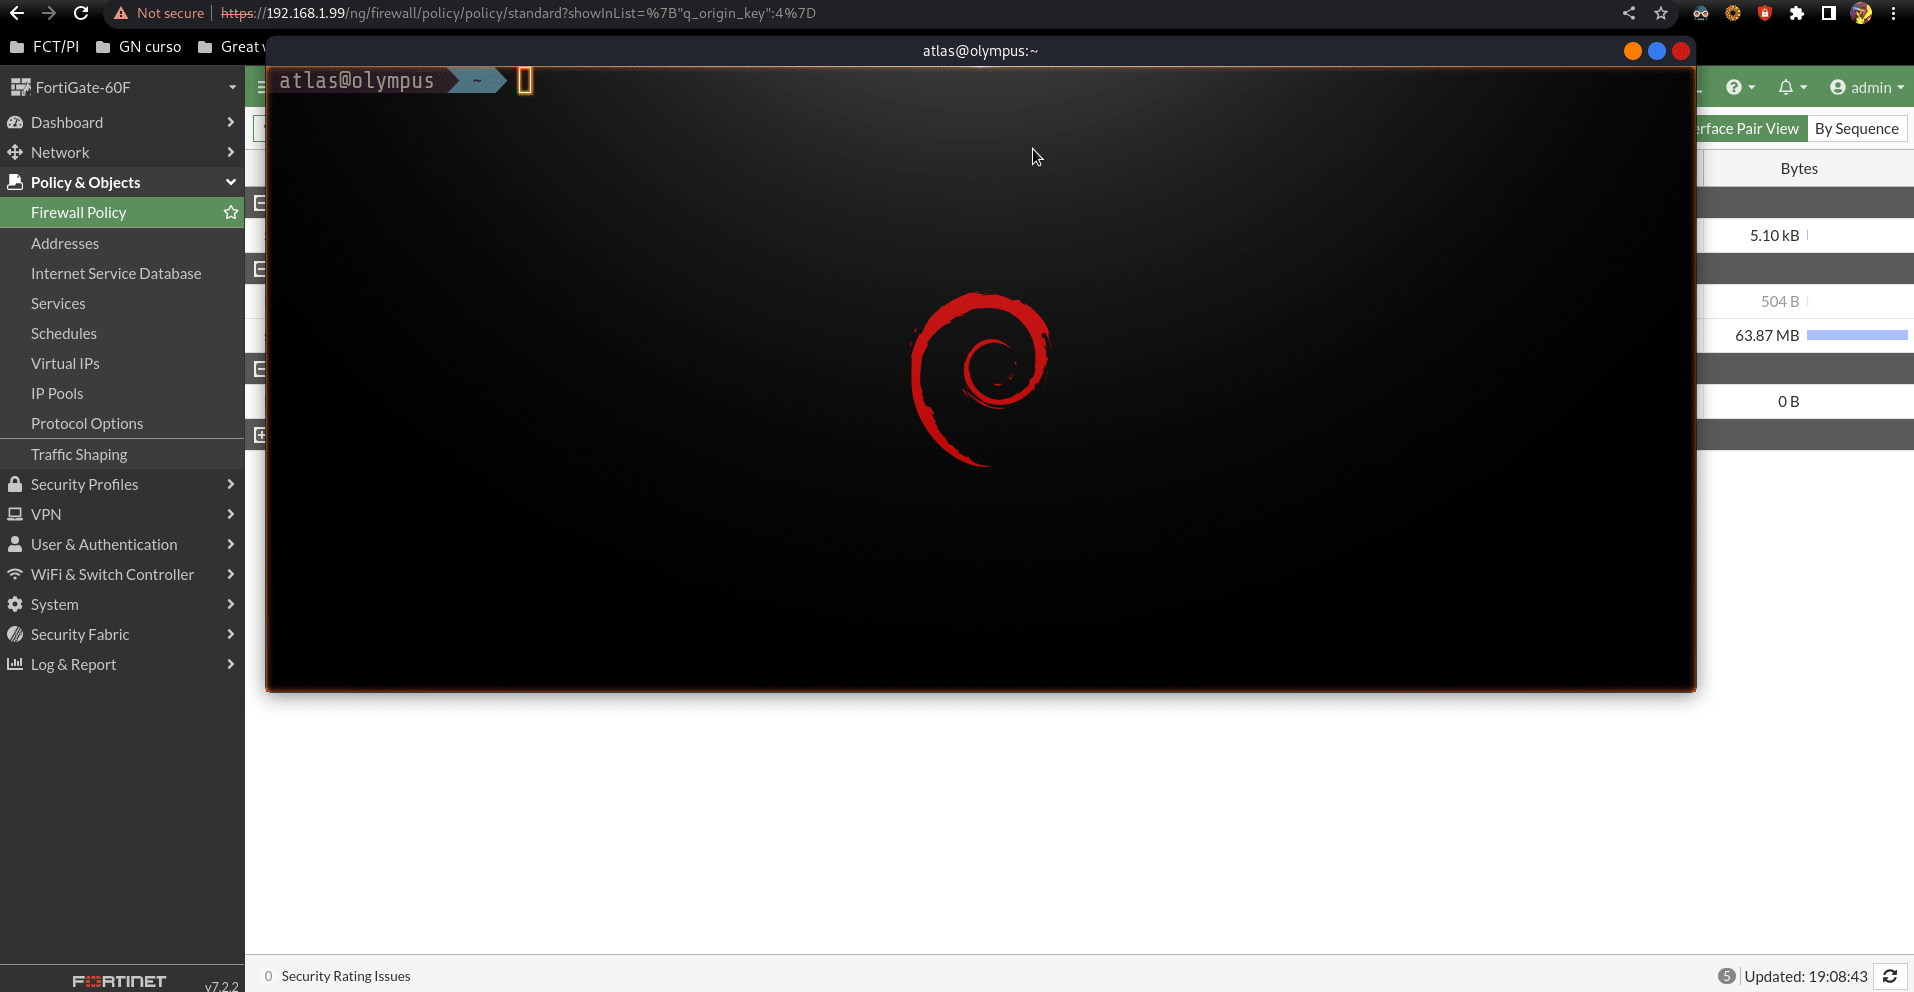 Not secure https://192.168.1.99/ng/firewall/policy/policy/standard?showInList=%7B"q_origin_key":4%7D
FCT/PI GN curso Great
atlas@olympus:~
atlas@olympus ~
FortiGate-60F
admin
Dashboard
Network
Policy & Objects
Firewall Policy
Addresses
Internet Service Database
Services
Schedules
Virtual IPs
IP Pools
Protocol Options
Traffic Shaping
Security Profiles
VPN
User & Authentication
WiFi & Switch Controller
System
Security Fabric
Log & Report
FORTINET v7.2.2
erface Pair View By Sequence
Bytes
5.10 kB
504 B
63.87 MB
0 B
0 Security Rating Issues
5 Updated: 19:08:43